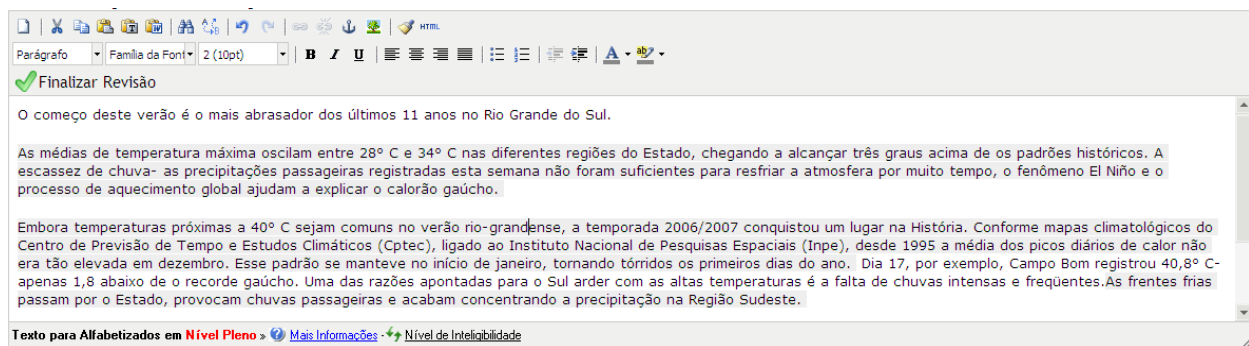 HTML
Parágrafo Família da Font 2 (10pt) B I U A ab
Finalizar Revisão
O começo deste verão é o mais abrasador dos últimos 11 anos no Rio Grande do Sul.
As médias de temperatura máxima oscilam entre 28º C e 34º C nas diferentes regiões do Estado, chegando a alcançar três graus acima de os padrões históricos. A
escassez de chuva- as precipitações passageiras registradas esta semana não foram suficientes para resfriar a atmosfera por muito tempo, o fenômeno El Niño e o
processo de aquecimento global ajudam a explicar o calorão gaúcho.
Embora temperaturas próximas a 40º C sejam comuns no verão rio-grandense, a temporada 2006/2007 conquistou um lugar na História. Conforme mapas climatológicos do
Centro de Previsão de Tempo e Estudos Climáticos (Cptec), ligado ao Instituto Nacional de Pesquisas Espaciais (Inpe), desde 1995 a média dos picos diários de calor não
era tão elevada em dezembro. Esse padrão se manteve no início de janeiro, tornando tórridos os primeiros dias do ano. Dia 17, por exemplo, Campo Bom registrou 40,8º C-
apenas 1,8 abaixo de o recorde gaúcho. Uma das razões apontadas para o Sul arder com as altas temperaturas é a falta de chuvas intensas e freqüentes.As frentes frias
passam por o Estado, provocam chuvas passageiras e acabam concentrando a precipitação na Região Sudeste.
Texto para Alfabetizados em Nível Pleno » Mais Informações - Nível de Inteligibilidade